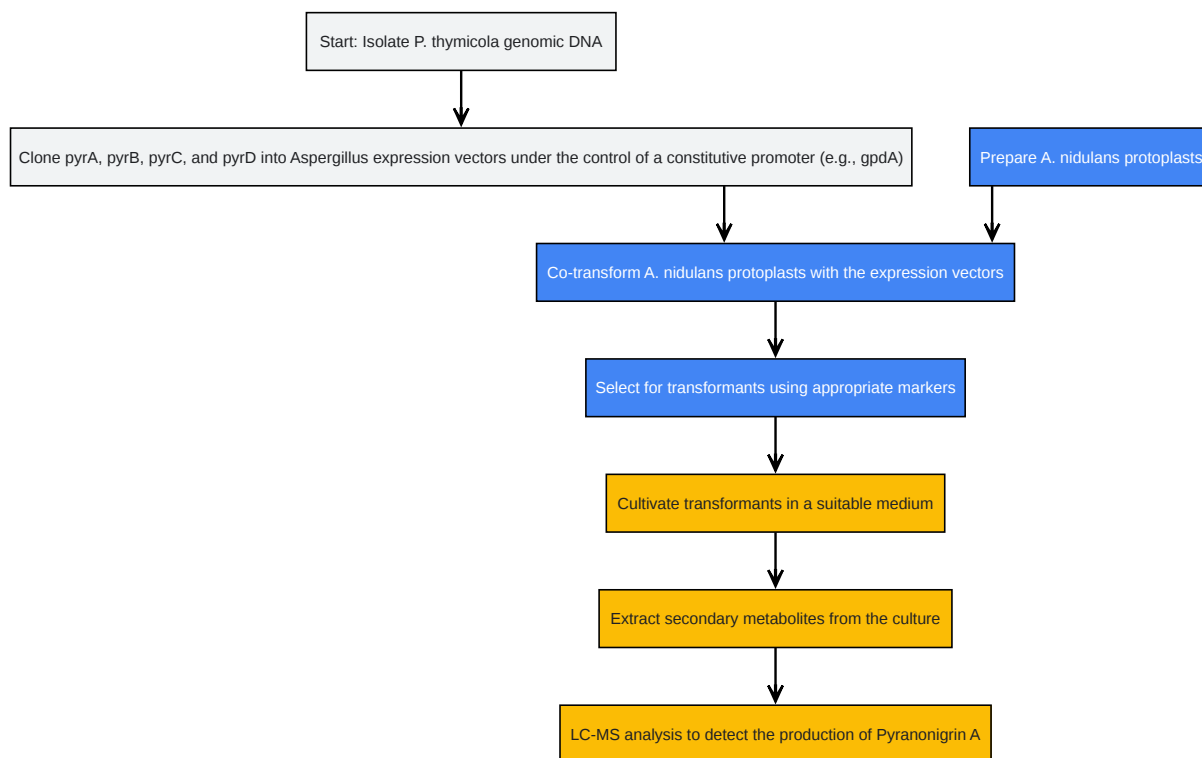 Start: Isolate P. thymicola genomic DNA
Clone pyrA, pyrB, pyrC, and pyrD into Aspergillus expression vectors under the control of a constitutive promoter (e.g., gpdA)
Prepare A. nidulans protoplasts
Co-transform A. nidulans protoplasts with the expression vectors
Select for transformants using appropriate markers
Cultivate transformants in a suitable medium
Extract secondary metabolites from the culture
LC-MS analysis to detect the production of Pyranonigrin A